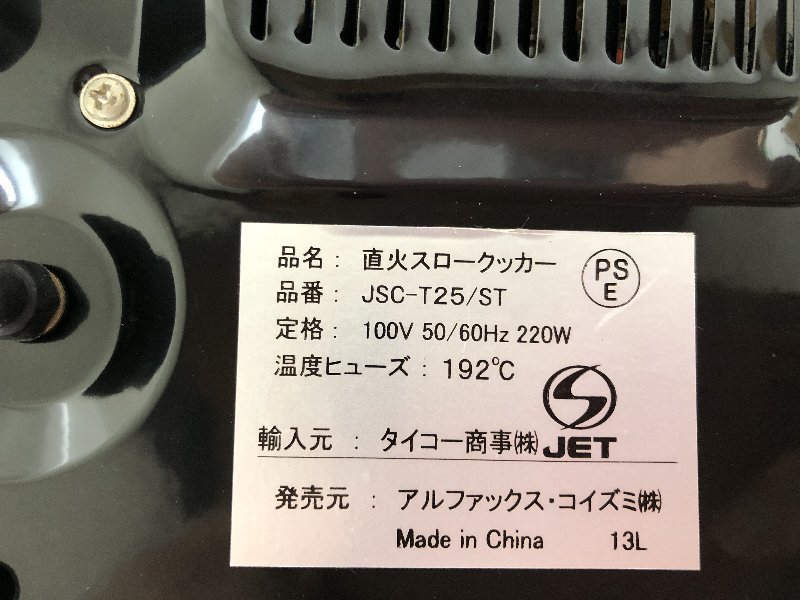 品名： 直火スロークッカー
PS
E
品番： JSC-T25/ST
定格： 100V 50/60Hz 220W
温度ヒューズ： 192℃
輸入元 ： タイコー商事㈱
JET
発売元 ： アルファックス・コイズミ㈱
Made in China 13L